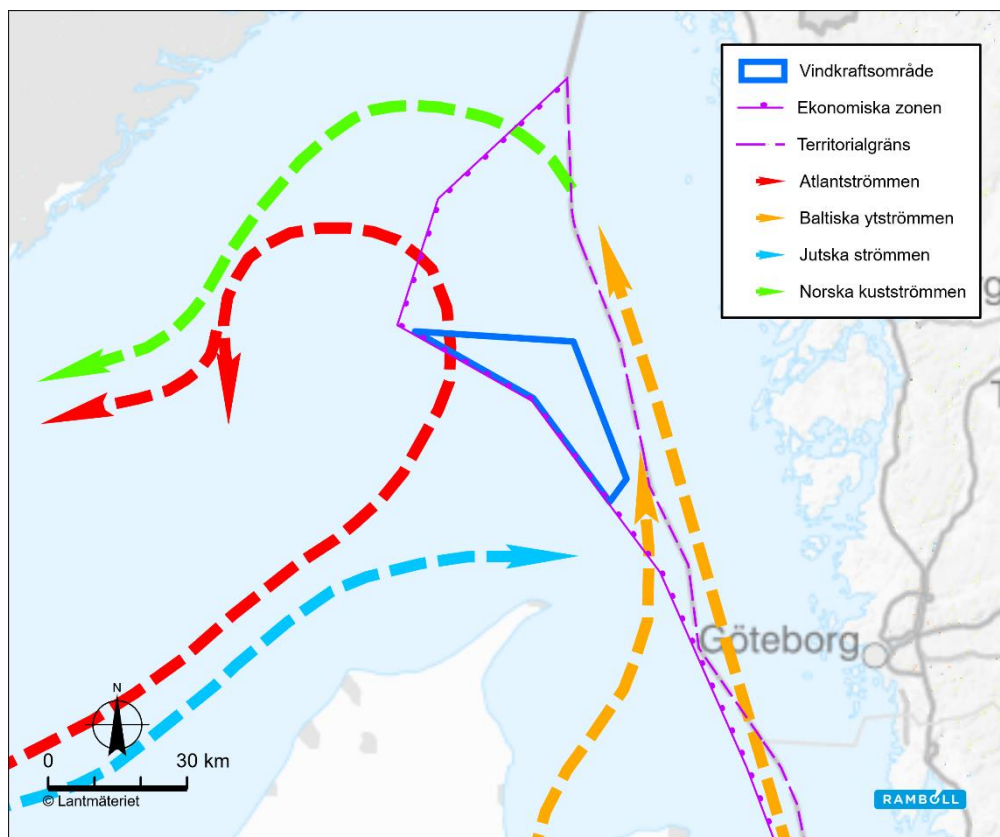 Vindkraftsområde
Ekonomiska zonen
Territorialgräns
Atlantströmmen
Baltiska ytströmmen
Jutska strömmen
Norska kustströmmen
Göteborg
N
0 30 km
© Lantmäteriet
RAMBOLL